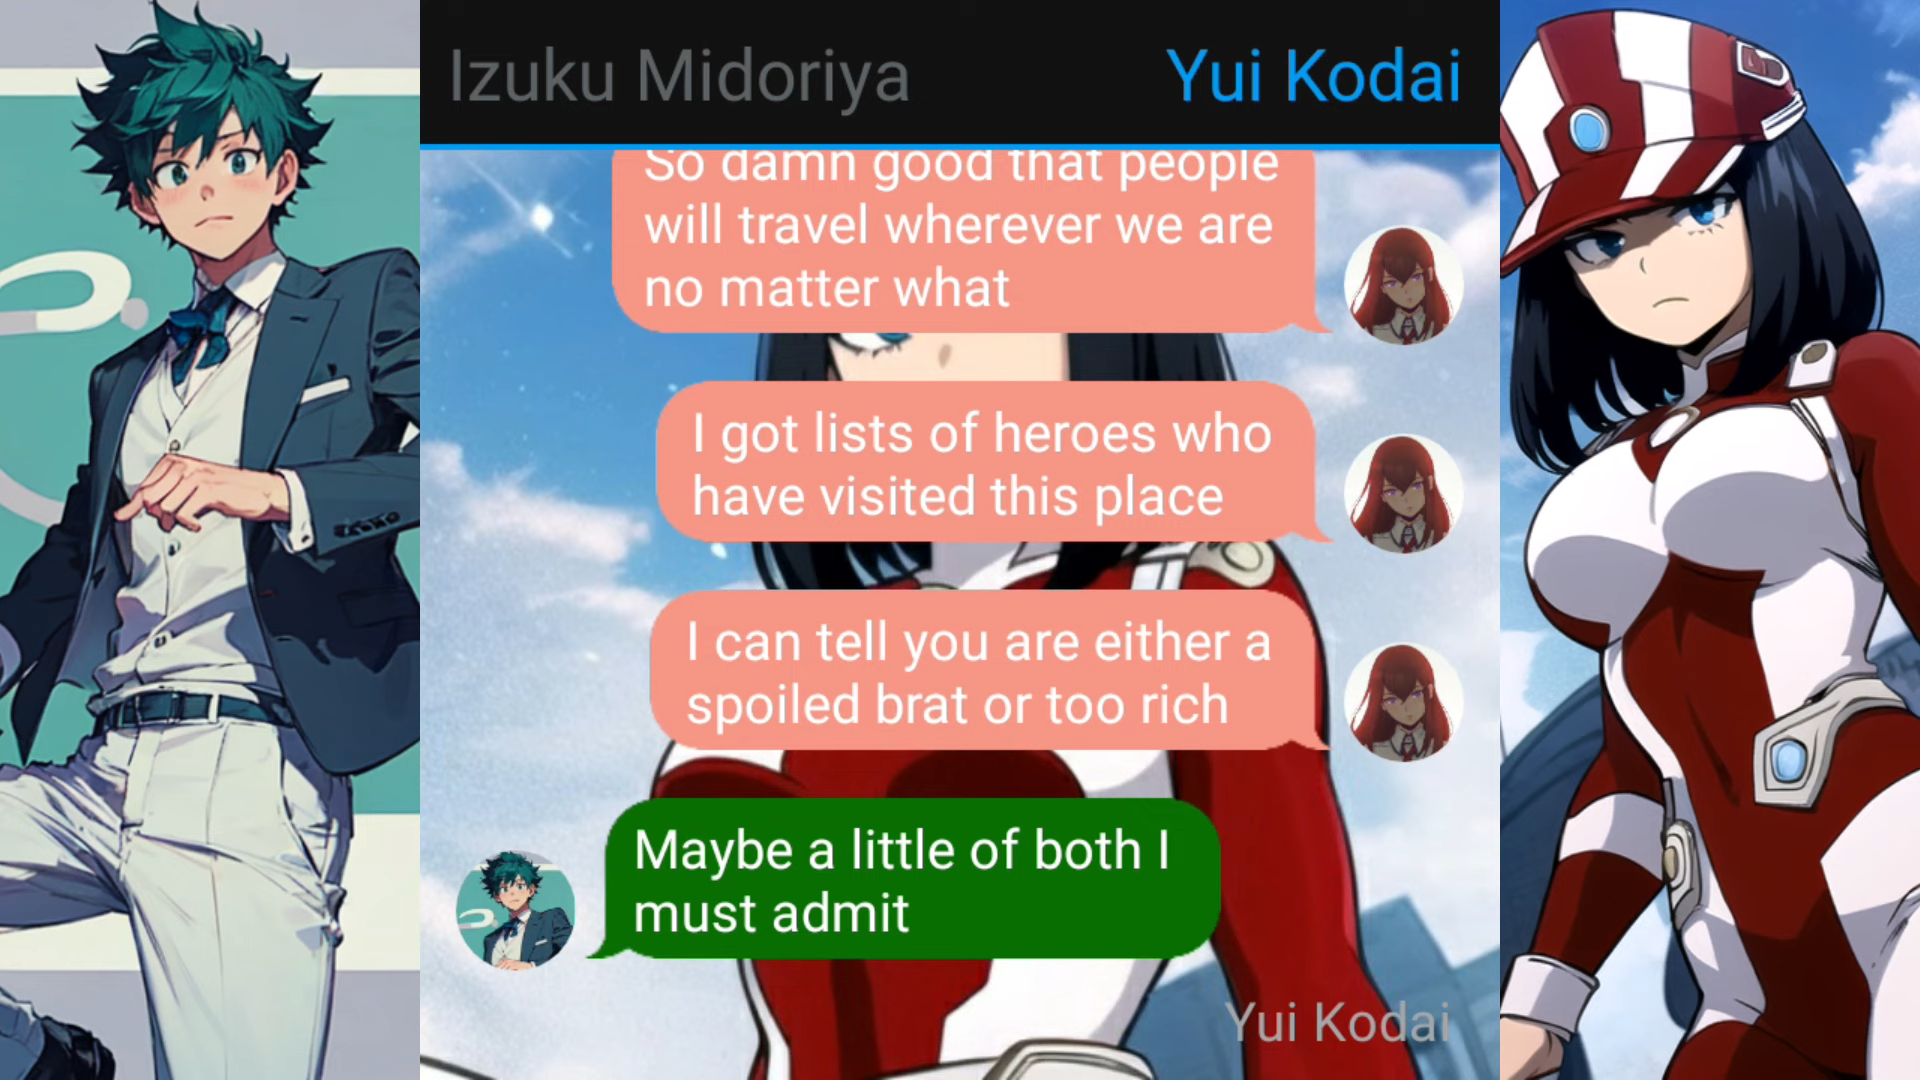 Izuku Midoriya
Yui Kodai
So damn good that people
will travel wherever we are
no matter what
I got lists of heroes who
have visited this place
I can tell you are either a
spoiled brat or too rich
Maybe a little of both I
must admit
Yui Kodai